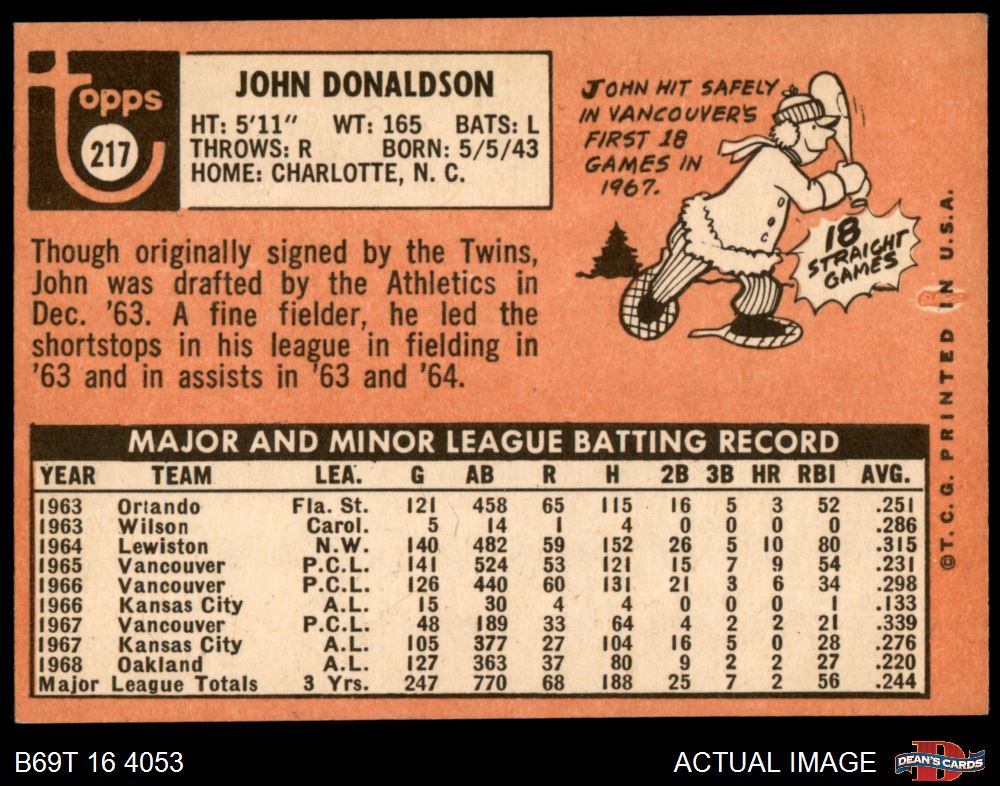 topps
217
JOHN DONALDSON
HT: 5'11" WT: 165 BATS: L
THROWS: R BORN: 5/5/43
HOME: CHARLOTTE, N. C.
JOHN HIT SAFELY
IN VANCOUVER'S
FIRST 18
GAMES IN
1967.
18
STRAIGHT
GAMES
Though originally signed by the Twins,
John was drafted by the Athletics in
Dec. '63. A fine fielder, he led the
shortstops in his league in fielding in
'63 and in assists in '63 and '64.
MAJOR AND MINOR LEAGUE BATTING RECORD
YEAR TEAM LEA. G AB R H 2B 3B HR RBI AVG.
1963 Orlando Fla. St. 121 458 65 115 16 5 3 52 .251
1963 Wilson Carol. 5 14 1 4 0 0 0 0 .286
1964 Lewiston N.W. 140 482 59 152 26 5 10 80 .315
1965 Vancouver P.C.L. 141 524 53 121 15 7 9 54 .231
1966 Vancouver P.C.L. 126 440 60 131 21 3 6 34 .298
1966 Kansas City A.L. 15 30 4 4 0 0 0 1 .133
1967 Vancouver P.C.L. 48 189 33 64 4 2 2 21 .339
1967 Kansas City A.L. 105 377 27 104 16 5 0 28 .276
1968 Oakland A.L. 127 363 37 80 9 2 2 27 .220
Major League Totals 3 Yrs. 247 770 68 188 25 7 2 56 .244
©T. C. G. PRINTED IN U.S.A.
B69T 16 4053
ACTUAL IMAGE
D
DEAN'S CARDS